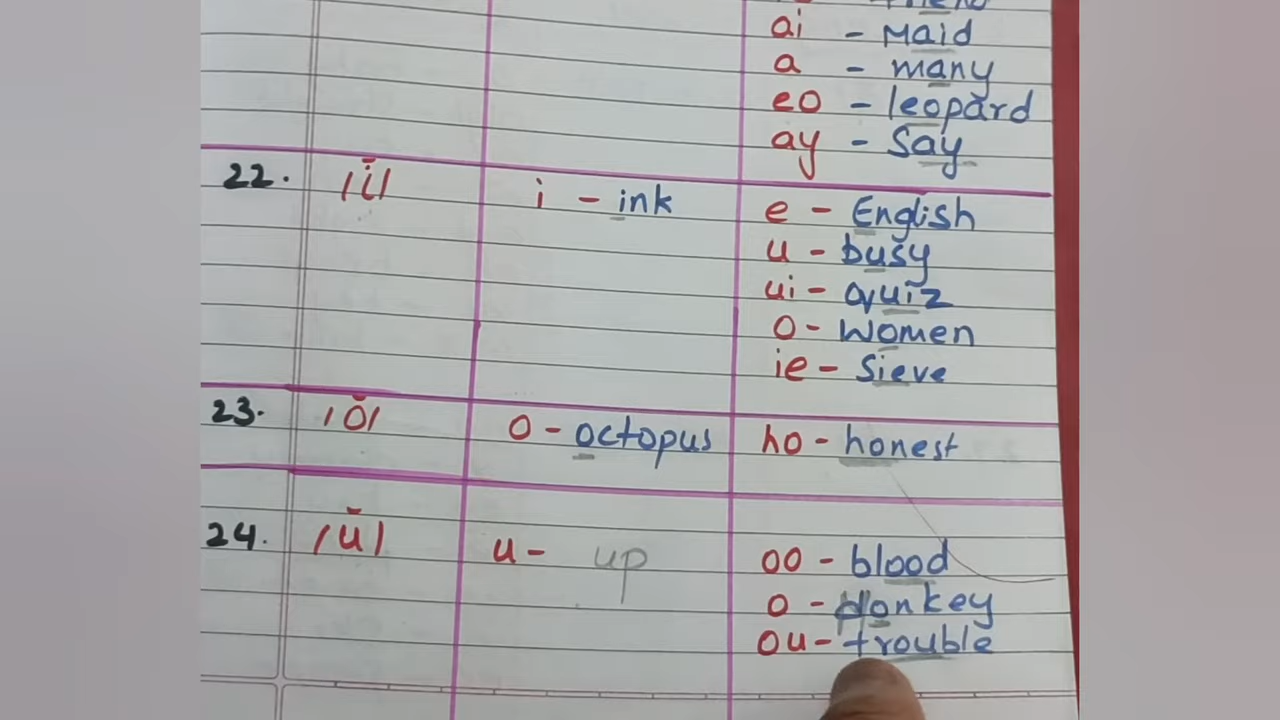 ai - Maid
a - many
eo - leopard
ay - Say
22. /ĭ/ i - ink e - English
u - busy
ui - quiz
O - Women
ie - Sieve
23. /ŏ/ O - octopus ho - honest
24. /ŭ/ u - up oo - blood
O -
ou - trouble